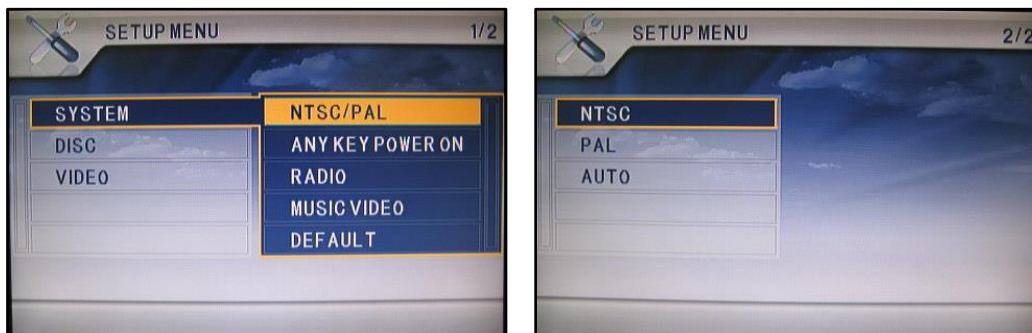 SETUP MENU 1/2
SYSTEM
DISC
VIDEO
NTSC/PAL
ANY KEY POWER ON
RADIO
MUSIC VIDEO
DEFAULT
SETUP MENU 2/2
NTSC
PAL
AUTO